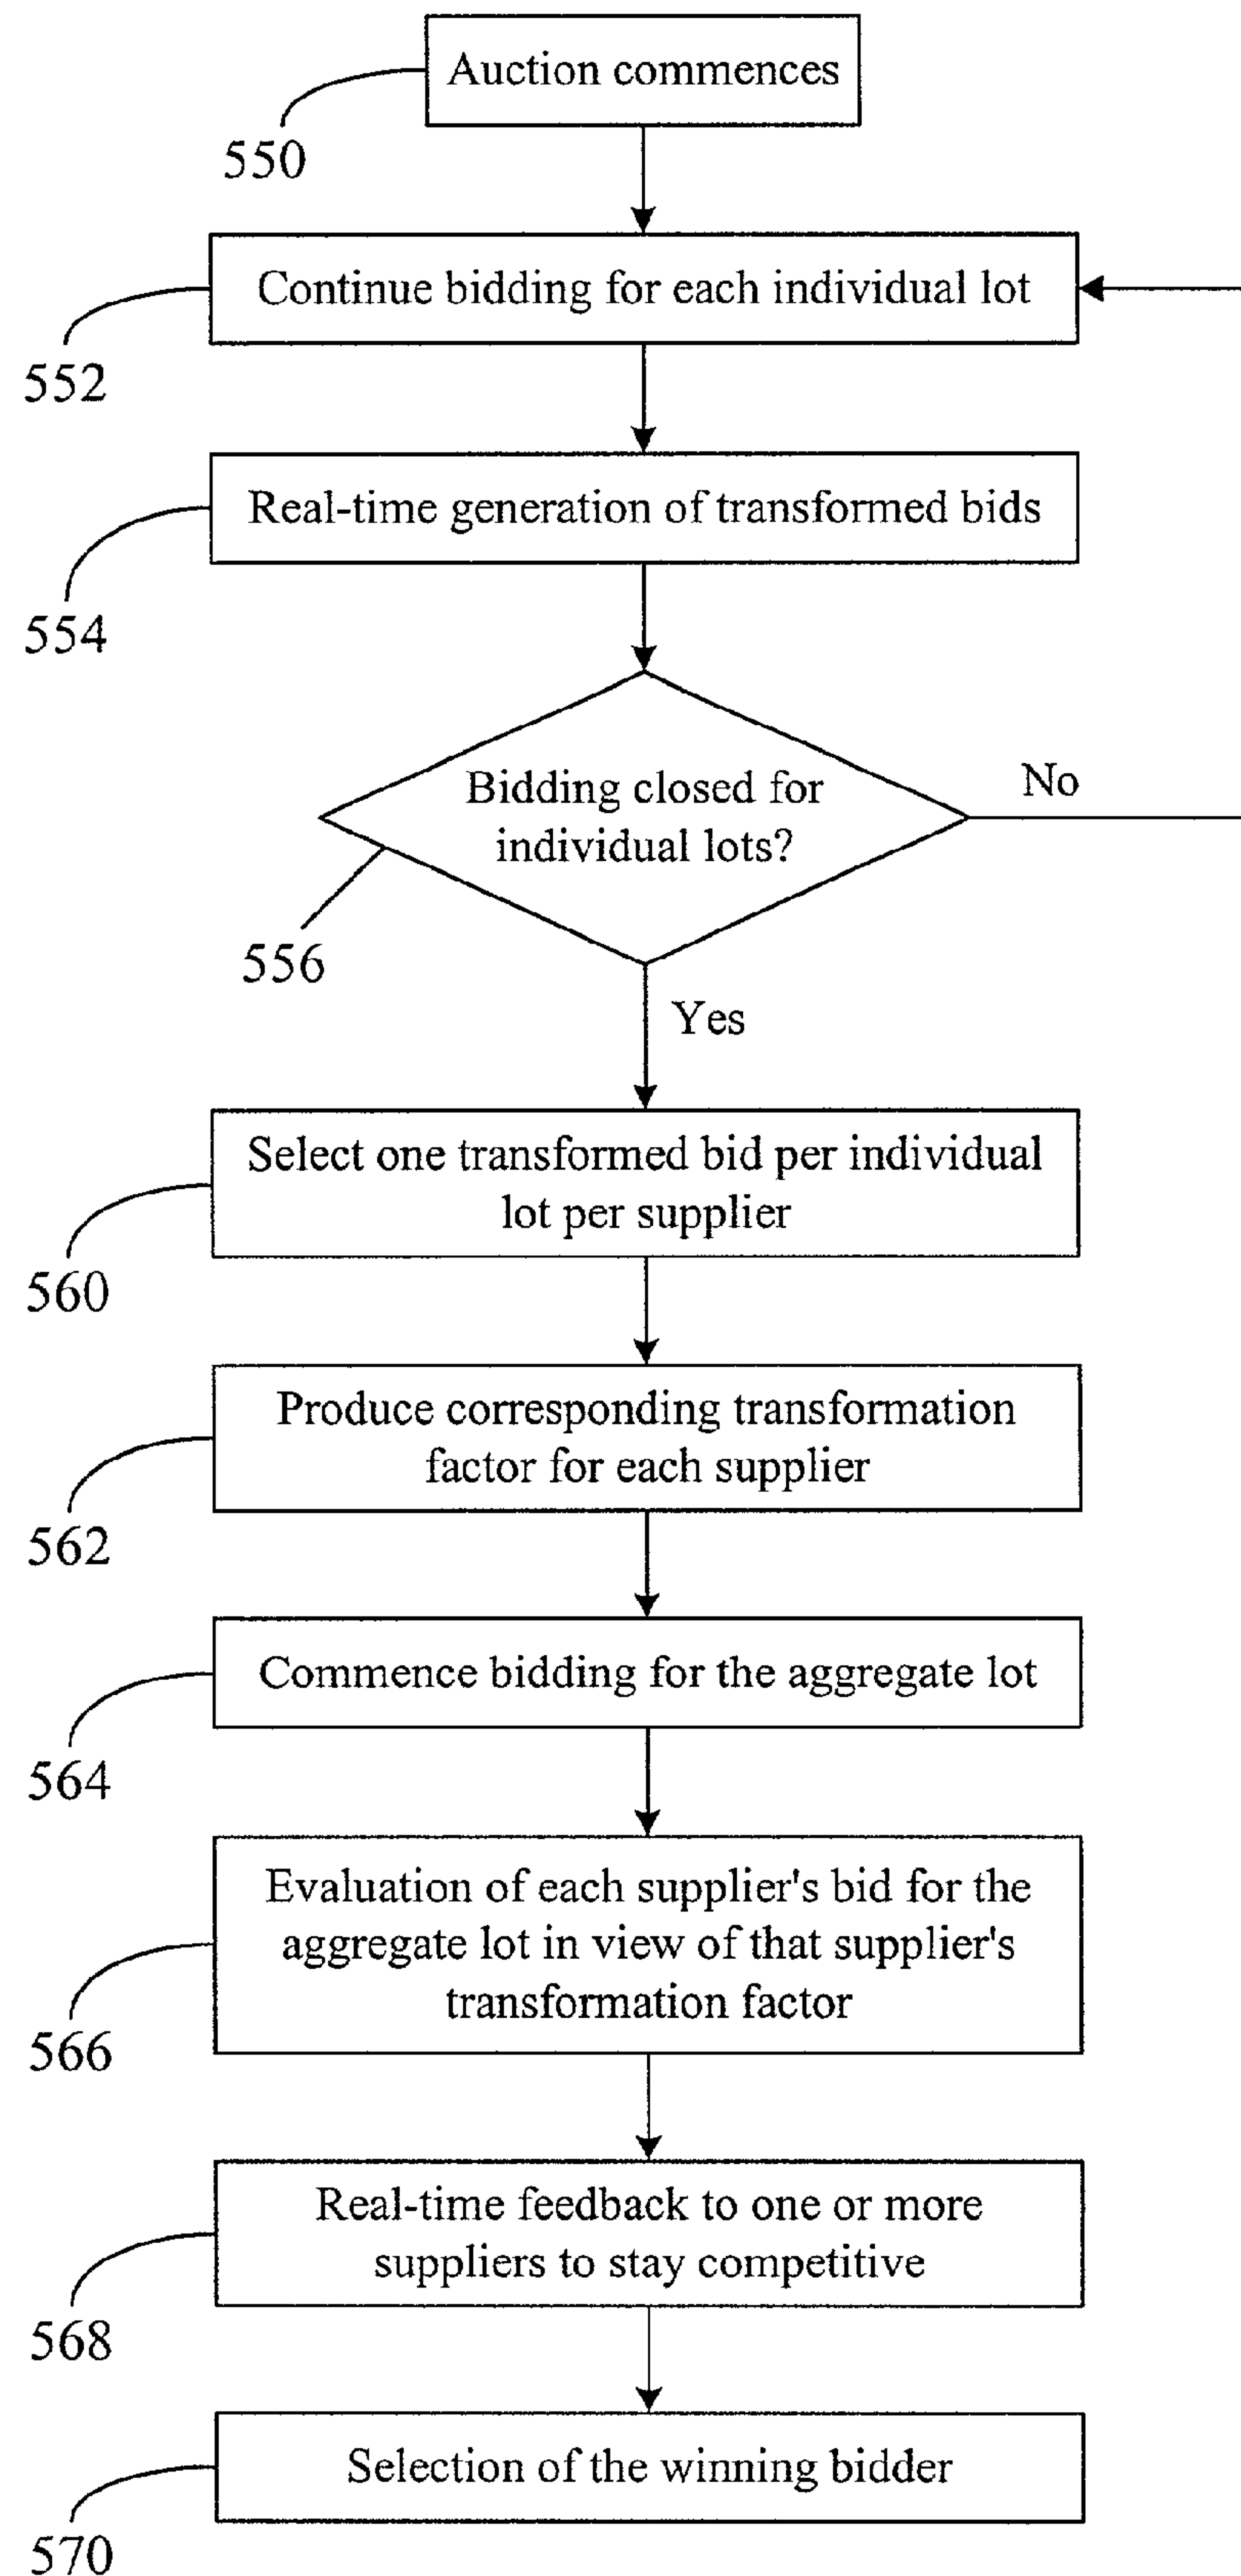 Auction commences
550
Continue bidding for each individual lot
552
Real-time generation of transformed bids
554
Bidding closed for
individual lots?
No
556
Yes
Select one transformed bid per individual
lot per supplier
560
Produce corresponding transformation
factor for each supplier
562
Commence bidding for the aggregate lot
564
Evaluation of each supplier's bid for the
aggregate lot in view of that supplier's
transformation factor
566
Real-time feedback to one or more
suppliers to stay competitive
568
Selection of the winning bidder
570